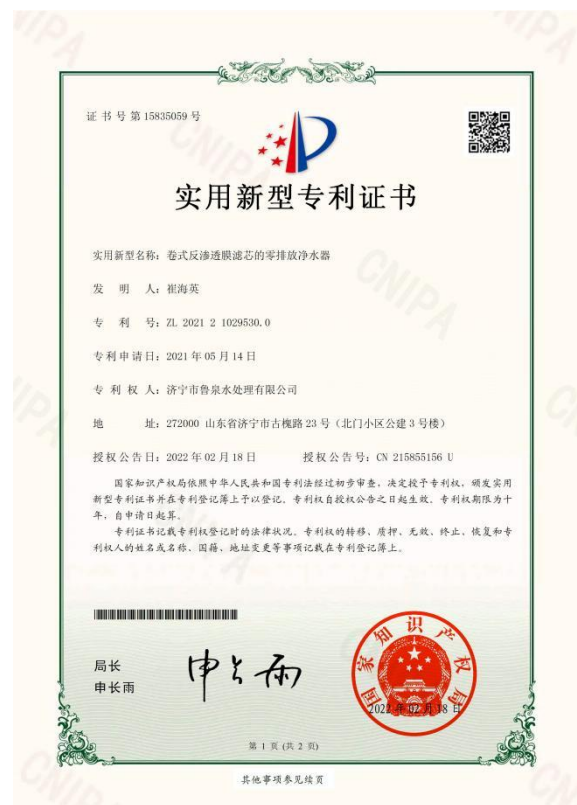 证书号第15835059号
实用新型专利证书
实用新型名称：卷式反渗透膜滤芯的零排放净水器
发 明 人：崔海英
专 利 号：ZL 2021 2 1029530.0
专利申请日：2021年05月14日
专 利 权 人：济宁市鲁泉水处理有限公司
地 址：272000 山东省济宁市古槐路23号（北门小区公建3号楼）
授权公告日：2022年02月18日 授权公告号：CN 215855156 U
国家知识产权局依照中华人民共和国专利法经过初步审查，决定授予专利权，颁发实用
新型专利证书并在专利登记簿上予以登记。专利权自授权公告之日起生效。专利权期限为十
年，自申请日起算。
专利证书记载专利权登记时的法律状况。专利权的转移、质押、无效、终止、恢复和专
利权人的姓名或名称、国籍、地址变更等事项记载在专利登记簿上。
局长
申长雨
申长雨
国家知识产权局
2022年02月18日
第 1 页 (共 2 页)
其他事项参见续页
CNIPA
CNIPA
CNIPA
CNIPA
CNIPA